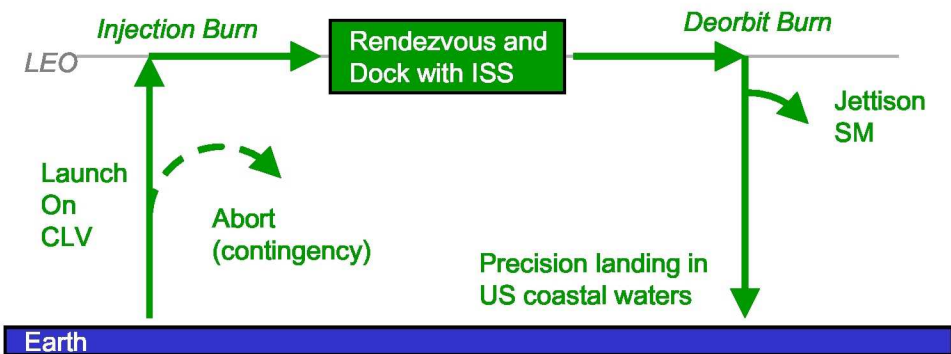 Injection Burn
Deorbit Burn
LEO
Rendezvous and
Dock with ISS
Jettison
SM
Launch
On
CLV
Abort
(contingency)
Precision landing in
US coastal waters
Earth